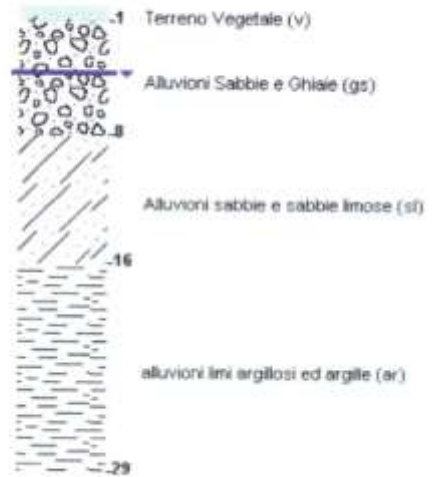 .1 Terreno Vegetale (v)
Alluvioni Sabbie e Ghiaie (gs)
.8
Alluvioni sabbie e sabbie limose (sl)
.16
alluvioni limi argillosi ed argille (ar)
.29